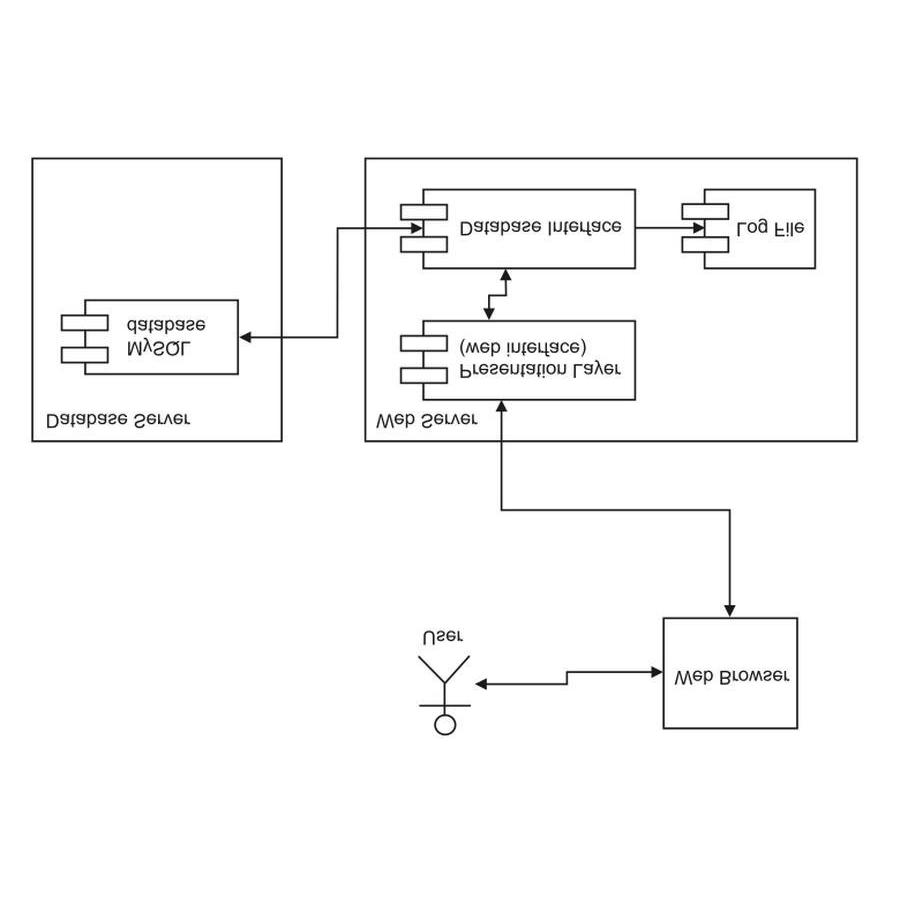 User
Web Browser
Database Server
MySQL
database
Web Server
Presentation Layer
(web interface)
Database Interface
Log File